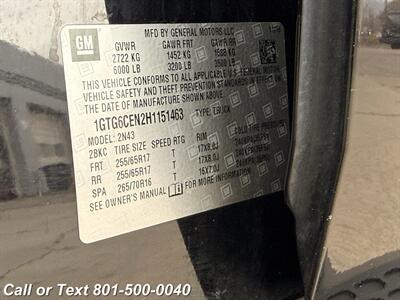 GM
MFD BY GENERAL MOTORS LLC
GVWR GAWR FRT GAWR RR
2722 KG 1452 KG 1588 KG
6000 LB 3200 LB 3500 LB
THIS VEHICLE CONFORMS TO ALL APPLICABLE U.S. FEDERAL MOTOR
VEHICLE SAFETY AND BUMPER STANDARDS IN EFFECT ON
THE DATE OF MANUFACTURE SHOWN ABOVE.
1GTG6CEN2H1151463 TYPE: TRUCK
MODEL: 2N43
2BKC TIRE SIZE SPEED RTG RIM
FRT 255/65R17 T 17X8.0J
RR 255/65R17 T 17X8.0J
SPA 265/70R16 T 16X7.0J
SEE OWNER'S MANUAL FOR MORE INFORMATION.
Call or Text 801-500-0040